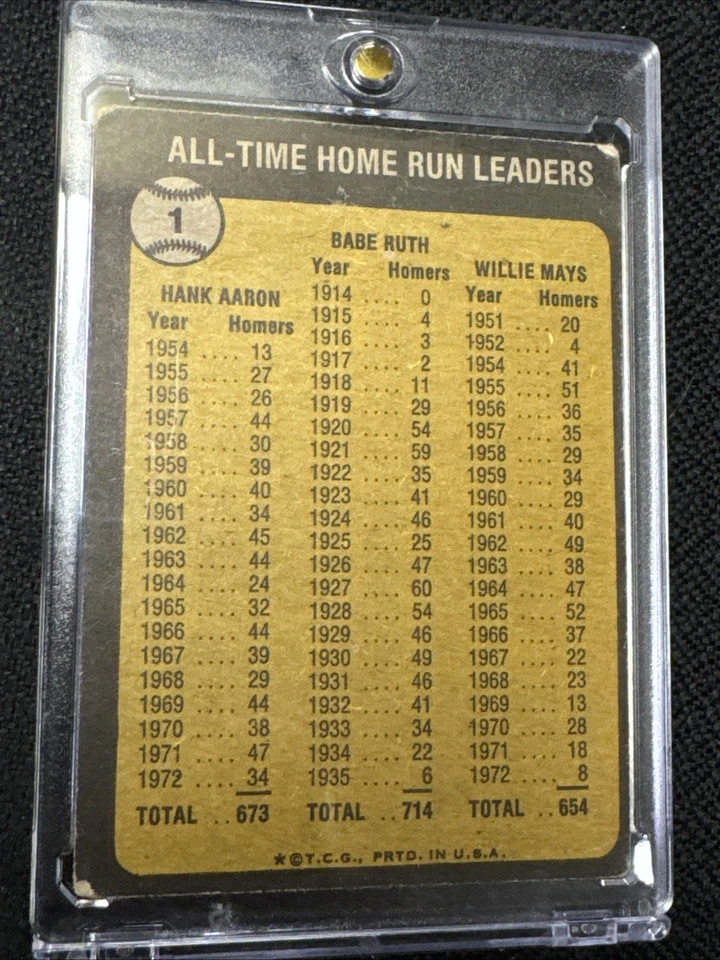 ALL-TIME HOME RUN LEADERS
1
HANK AARON
Year Homers
1954 .... 13
1955 .... 27
1956 .... 26
1957 .... 44
1958 .... 30
1959 .... 39
1960 .... 40
1961 .... 34
1962 .... 45
1963 .... 44
1964 .... 24
1965 .... 32
1966 .... 44
1967 .... 39
1968 .... 29
1969 .... 44
1970 .... 38
1971 .... 47
1972 .... 34
TOTAL .. 673
BABE RUTH
Year Homers
1914 .... 0
1915 .... 4
1916 .... 3
1917 .... 2
1918 .... 11
1919 .... 29
1920 .... 54
1921 .... 59
1922 .... 35
1923 .... 41
1924 .... 46
1925 .... 25
1926 .... 47
1927 .... 60
1928 .... 54
1929 .... 46
1930 .... 49
1931 .... 46
1932 .... 41
1933 .... 34
1934 .... 22
1935 .... 6
TOTAL .. 714
WILLIE MAYS
Year Homers
1951 .... 20
1952 .... 4
1954 .... 41
1955 .... 51
1956 .... 36
1957 .... 35
1958 .... 29
1959 .... 34
1960 .... 29
1961 .... 40
1962 .... 49
1963 .... 38
1964 .... 47
1965 .... 52
1966 .... 37
1967 .... 22
1968 .... 23
1969 .... 13
1970 .... 28
1971 .... 18
1972 .... 8
TOTAL .. 654
*©T.C.G., PRTD. IN U.S.A.